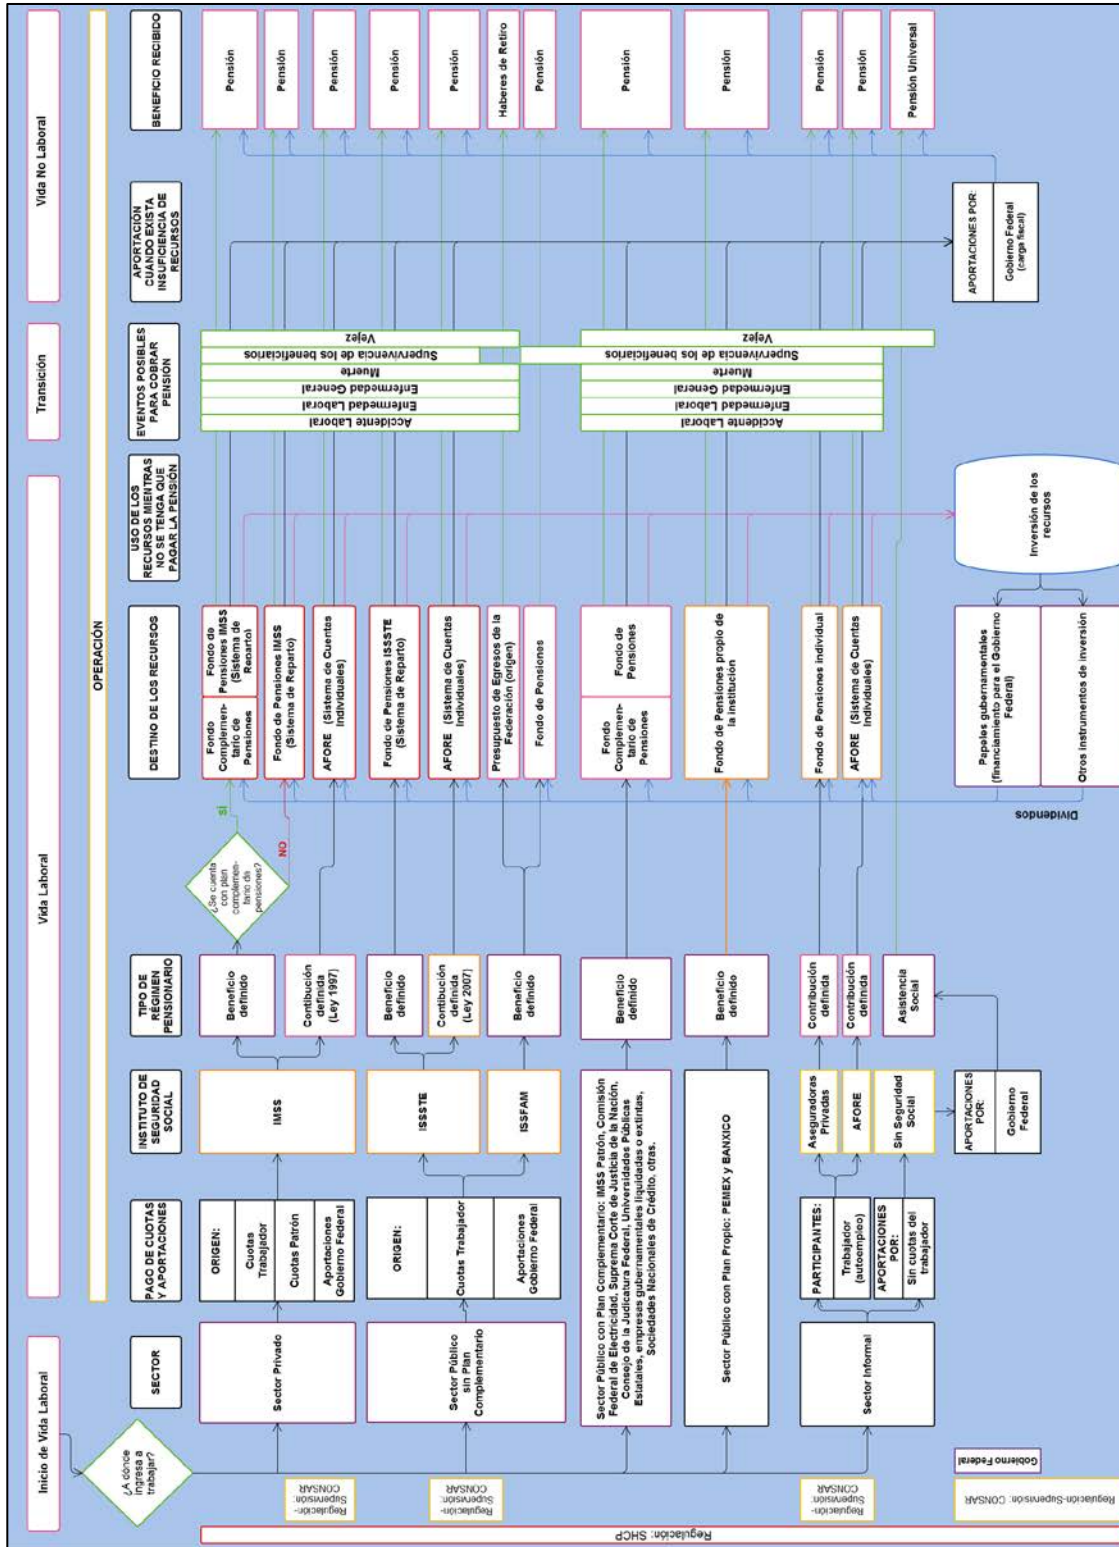 Inicio de Vida Laboral
Vida Laboral
Transición
Vida No Laboral
OPERACIÓN
SECTOR
PAGO DE CUOTAS
Y APORTACIONES
INSTITUTO DE
SEGURIDAD
SOCIAL
TIPO DE
RÉGIMEN
PENSIONARIO
DESTINO DE LOS RECURSOS
USO DE LOS
RECURSOS MIENTRAS
NO SE TENGA QUE
PAGAR LA PENSIÓN
EVENTOS POSIBLES
PARA COBRAR
PENSIÓN
APORTACIÓN
CUANDO EXISTA
INSUFICIENCIA DE
RECURSOS
BENEFICIO RECIBIDO
¿A dónde
ingresa a
trabajar?
Sector Privado
ORIGEN:
Cuotas
Trabajador
Cuotas Patrón
Aportaciones
Gobierno Federal
IMSS
Beneficio
definido
Contibución
definida
(Ley 1997)
¿Se cuenta
con plan
complemen-
tario de
pensiones?
SÍ
NO
Fondo
Complemen-
tario de
Pensiones
Fondo de
Pensiones IMSS
(Sistema de
Reparto)
Fondo de Pensiones IMSS
(Sistema de Reparto)
AFORE (Sistema de Cuentas
Individuales)
Pensión
Pensión
Pensión
Sector Público
sin Plan
Complementario
ORIGEN:
Cuotas Trabajador
Aportaciones
Gobierno Federal
ISSSTE
ISSFAM
Beneficio
definido
Contibución
definida
(Ley 2007)
Beneficio
definido
Fondo de Pensiones ISSSTE
(Sistema de Reparto)
AFORE (Sistema de Cuentas
Individuales)
Presupuesto de Egresos de la
Federación (origen)
Fondo de Pensiones
Pensión
Pensión
Haberes de Retiro
Pensión
Accidente Laboral
Enfermedad Laboral
Enfermedad General
Muerte
Supervivencia de los beneficiarios
Vejez
Sector Público con Plan Complementario: IMSS Patrón, Comisión
Federal de Electricidad, Suprema Corte de Justicia de la Nación,
Consejo de la Judicatura Federal, Universidades Públicas
Estatales, empresas gubernamentales liquidadas o extintas,
Sociedades Nacionales de Crédito, otras.
Beneficio
definido
Fondo
Complemen-
tario de
Pensiones
Fondo de
Pensiones
Pensión
Sector Público con Plan Propio: PEMEX y BANXICO
Beneficio
definido
Fondo de Pensiones propio de
la institución
Pensión
Accidente Laboral
Enfermedad Laboral
Enfermedad General
Muerte
Supervivencia de los beneficiarios
Vejez
Sector Informal
PARTICIPANTES:
Trabajador
(autoempleo)
APORTACIONES
POR:
Sin cuotas del
trabajador
Aseguradoras
Privadas
AFORE
Sin Seguridad
Social
Contribución
definida
Contribución
definida
Asistencia
Social
Fondo de Pensiones individual
AFORE (Sistema de Cuentas
Individuales)
Pensión
Pensión
Pensión Universal
APORTACIONES
POR:
Gobierno
Federal
Papeles gubernamentales
(financiamiento para el Gobierno
Federal)
Otros instrumentos de inversión
Dividendos
Inversión de los
recursos
APORTACIONES POR:
Gobierno Federal
(carga fiscal)
Regulación-
Supervisión:
CONSAR
Regulación-
Supervisión:
CONSAR
Regulación-
Supervisión:
CONSAR
Gobierno Federal
Regulación-Supervisión: CONSAR
Regulación: SHCP